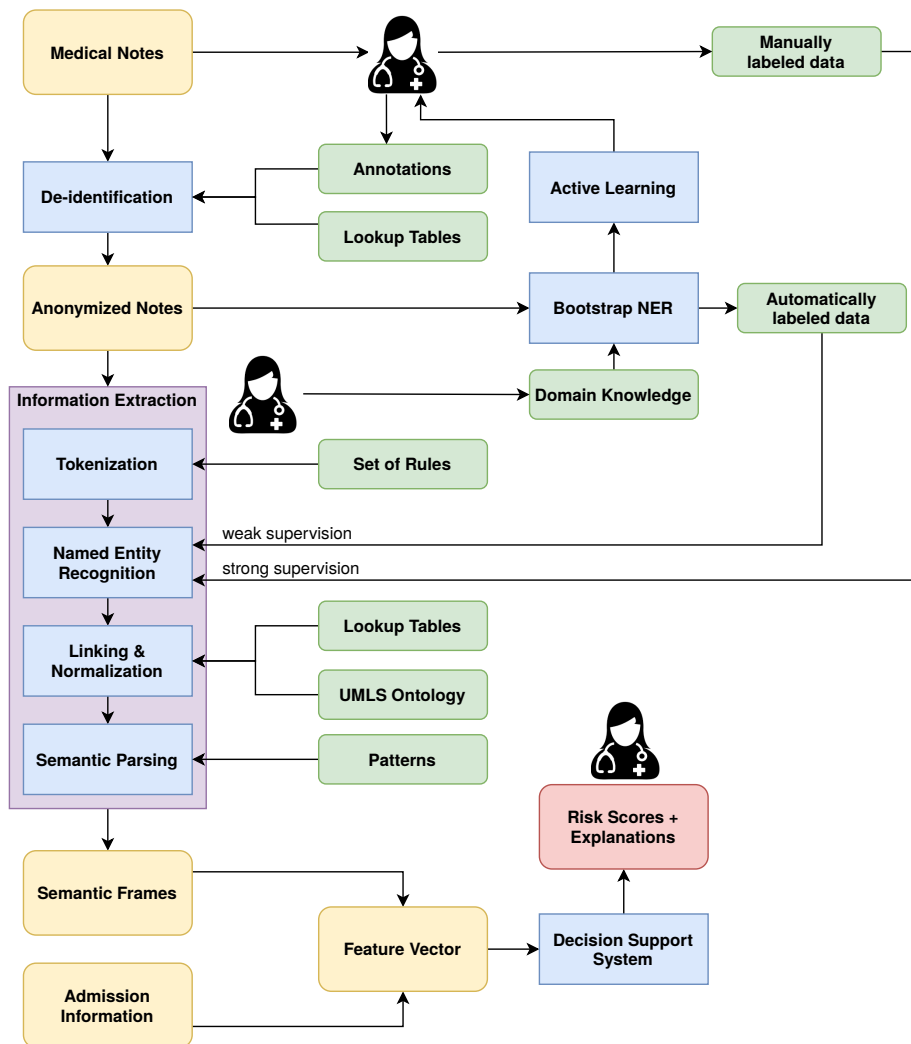 Medical Notes
Manually
labeled data
Annotations
De-identification
Active Learning
Lookup Tables
Anonymized Notes
Bootstrap NER
Automatically
labeled data
Information Extraction
Domain Knowledge
Tokenization
Set of Rules
weak supervision
Named Entity
Recognition
strong supervision
Lookup Tables
Linking &
Normalization
UMLS Ontology
Semantic Parsing
Patterns
Risk Scores +
Explanations
Semantic Frames
Feature Vector
Decision Support
System
Admission
Information